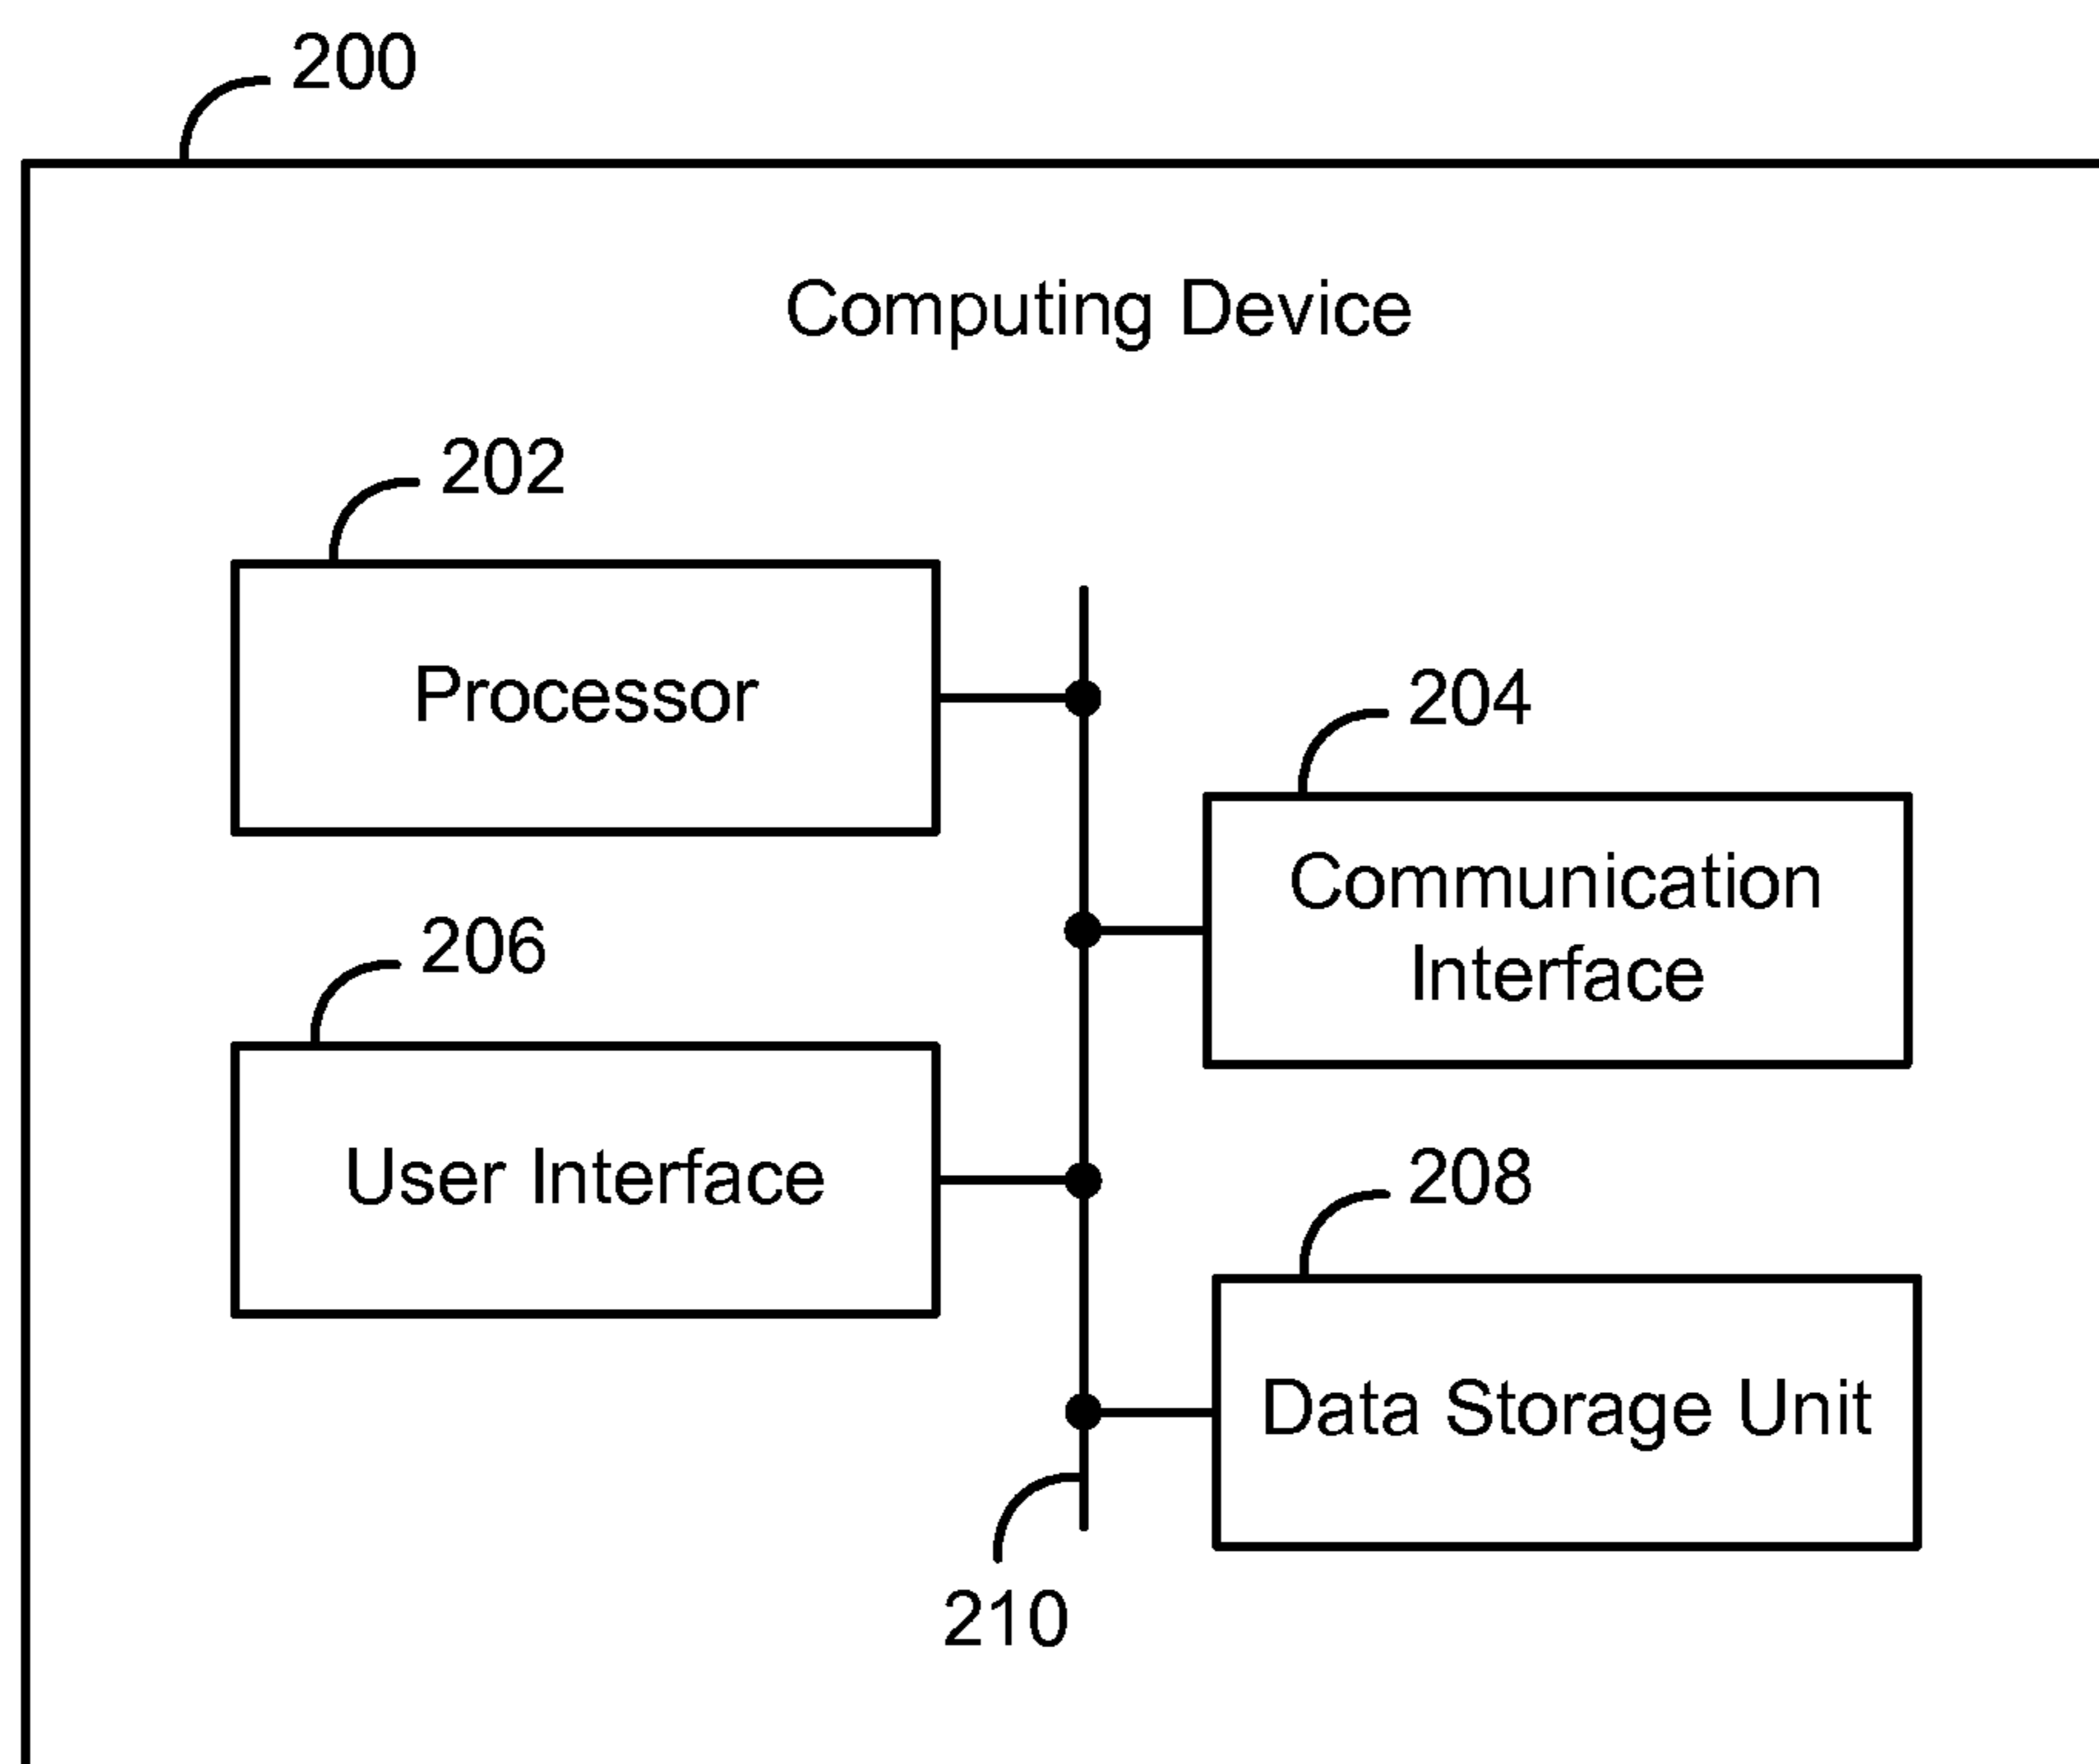 200
Computing Device
202
Processor
204
Communication
Interface
206
User Interface
208
Data Storage Unit
210